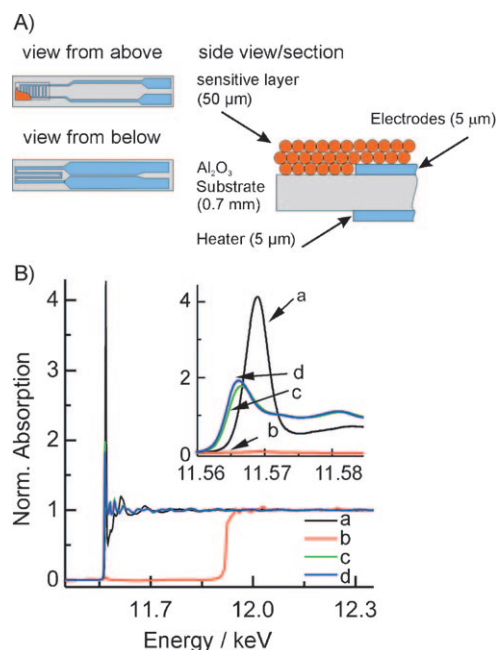 A)
view from above
side view/section
sensitive layer
(50 µm)
Electrodes (5 µm)
view from below
Al2O3
Substrate
(0.7 mm)
Heater (5 µm)
B)
Norm. Absorption
4
3
2
1
0
11.7
12.0
12.3
Energy / keV
4
2
0
11.56
11.57
11.58
a
d
c
b
a
b
c
d